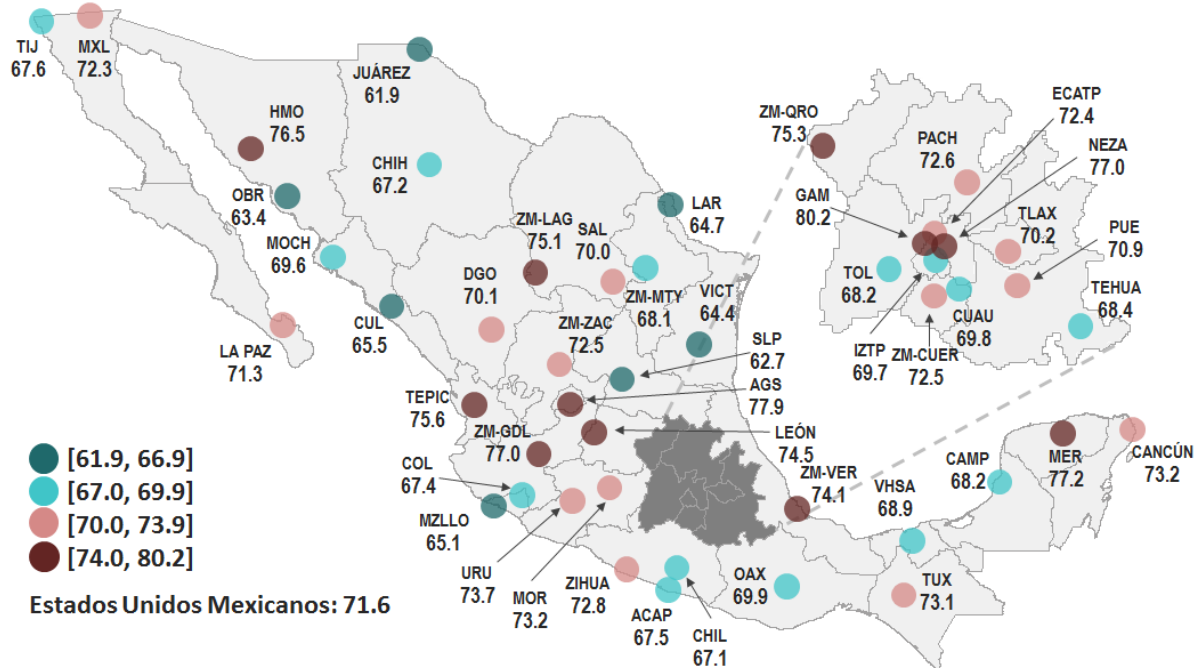 TIJ
67.6
MXL
72.3
JUÁREZ
61.9
HMO
76.5
CHIH
67.2
OBR
63.4
MOCH
69.6
LAR
64.7
ZM-LAG
75.1
SAL
70.0
DGO
70.1
ZM-MTY
68.1
VICT
64.4
CUL
65.5
ZM-ZAC
72.5
SLP
62.7
LA PAZ
71.3
AGS
77.9
TEPIC
75.6
ZM-GDL
77.0
LEÓN
74.5
COL
67.4
MZLLO
65.1
ZM-VER
74.1
URU
73.7
MOR
73.2
ZIHUA
72.8
ACAP
67.5
CHIL
67.1
OAX
69.9
VHSA
68.9
TUX
73.1
CAMP
68.2
MER
77.2
CANCÚN
73.2
ZM-QRO
75.3
PACH
72.6
ECATP
72.4
NEZA
77.0
GAM
80.2
TLAX
70.2
PUE
70.9
TOL
68.2
TEHUA
68.4
CUAU
69.8
IZTP
69.7
ZM-CUER
72.5
[61.9, 66.9]
[67.0, 69.9]
[70.0, 73.9]
[74.0, 80.2]
Estados Unidos Mexicanos: 71.6